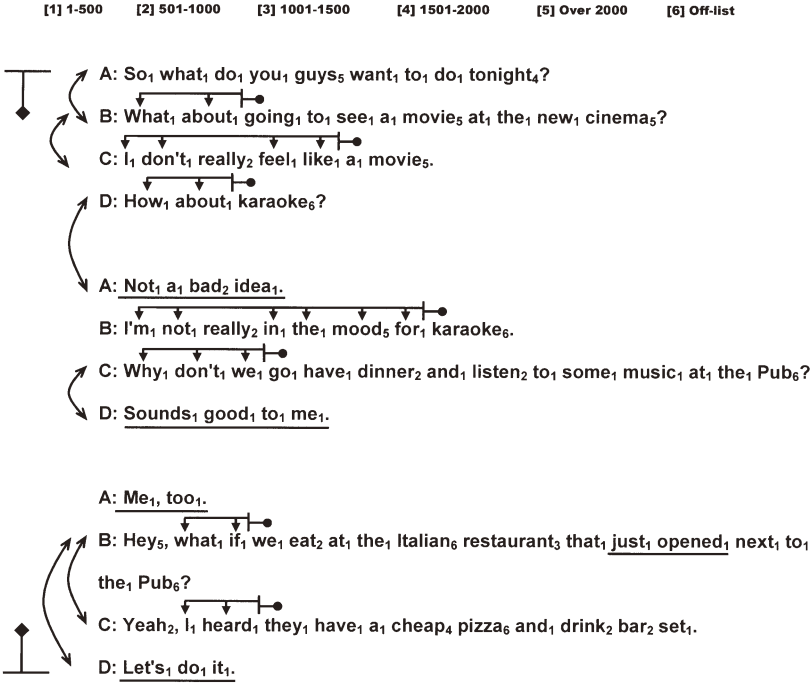 [1] 1-500 [2] 501-1000 [3] 1001-1500 [4] 1501-2000 [5] Over 2000 [6] Off-list
A: So₁ what₁ do₁ you₁ guys₅ want₁ to₁ do₁ tonight₄?
B: What₁ about₁ going₁ to₁ see₁ a₁ movie₅ at₁ the₁ new₁ cinema₅?
C: I₁ don't₁ really₂ feel₁ like₁ a₁ movie₅.
D: How₁ about₁ karaoke₆?
A: Not₁ a₁ bad₂ idea₁.
B: I'm₁ not₁ really₂ in₁ the₁ mood₅ for₁ karaoke₆.
C: Why₁ don't₁ we₁ go₁ have₁ dinner₂ and₁ listen₂ to₁ some₁ music₁ at₁ the₁ Pub₆?
D: Sounds₁ good₁ to₁ me₁.
A: Me₁, too₁.
B: Hey₅, what₁ if₁ we₁ eat₂ at₁ the₁ Italian₆ restaurant₃ that₁ just₁ opened₁ next₁ to₁
the₁ Pub₆?
C: Yeah₂, I₁ heard₁ they₁ have₁ a₁ cheap₄ pizza₆ and₁ drink₂ bar₂ set₁.
D: Let's₁ do₁ it₁.